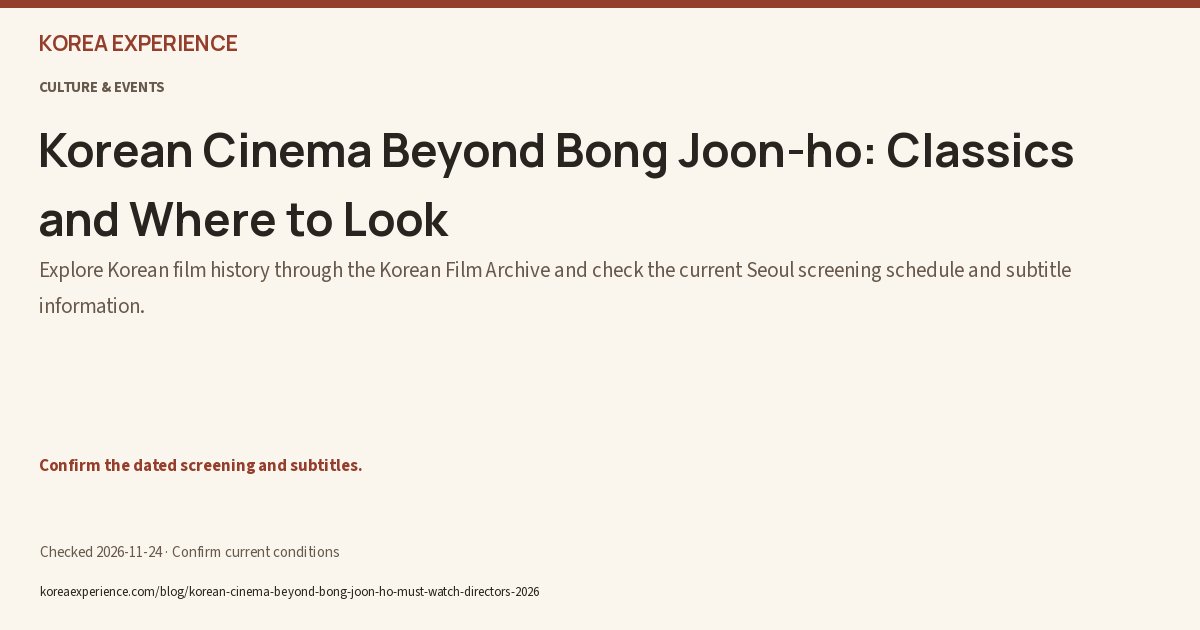 KOREA EXPERIENCE
CULTURE & EVENTS
Korean Cinema Beyond Bong Joon-ho: Classics
and Where to Look
Explore Korean film history through the Korean Film Archive and check the current Seoul screening schedule and subtitle
information.
Confirm the dated screening and subtitles.
Checked 2026-11-24 · Confirm current conditions
koreaexperience.com/blog/korean-cinema-beyond-bong-joon-ho-must-watch-directors-2026